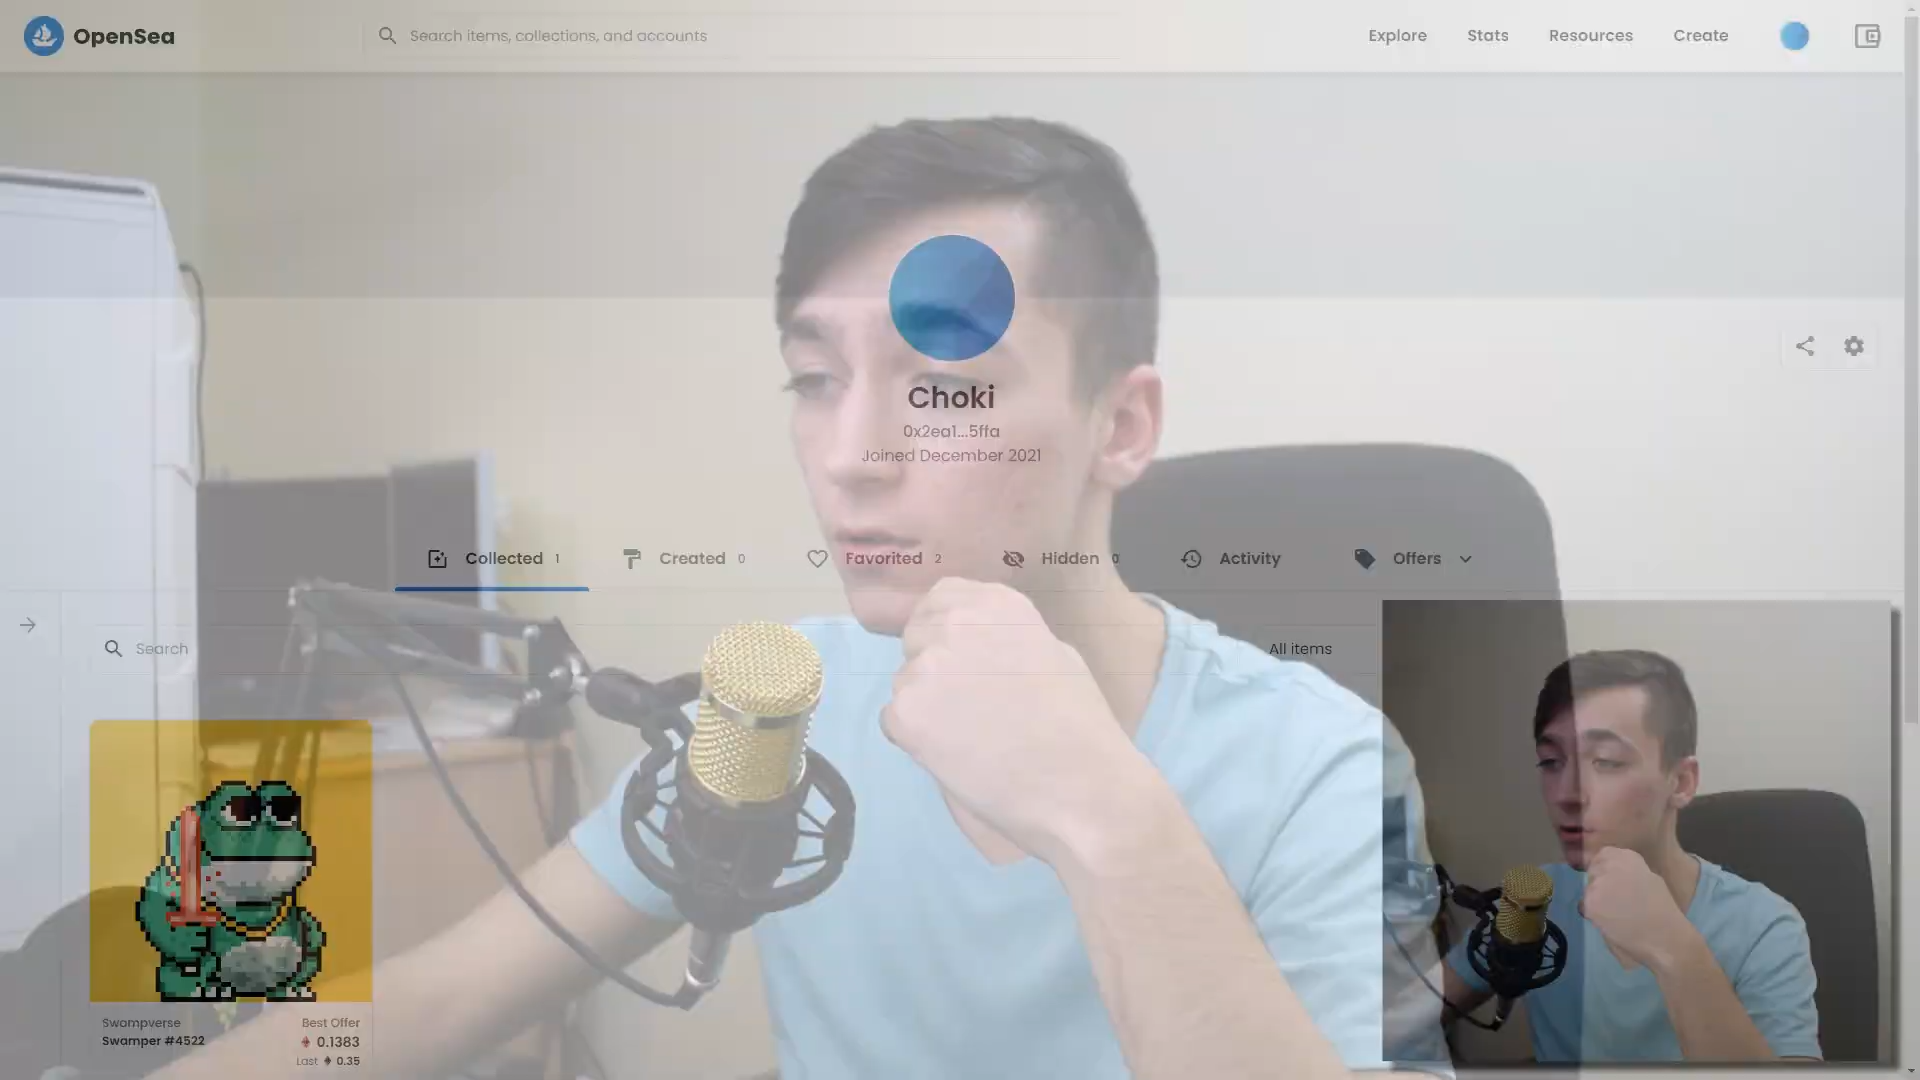 OpenSea
Search items, collections, and accounts
Explore
Stats
Resources
Create
Choki
0x2ea1...5ffa
Joined December 2021
Collected 1
Created 0
Favorited 2
Hidden 0
Activity
Offers
Search
All items
Swampverse
Best Offer
Swamper #4522
0.1383
Last 0.35